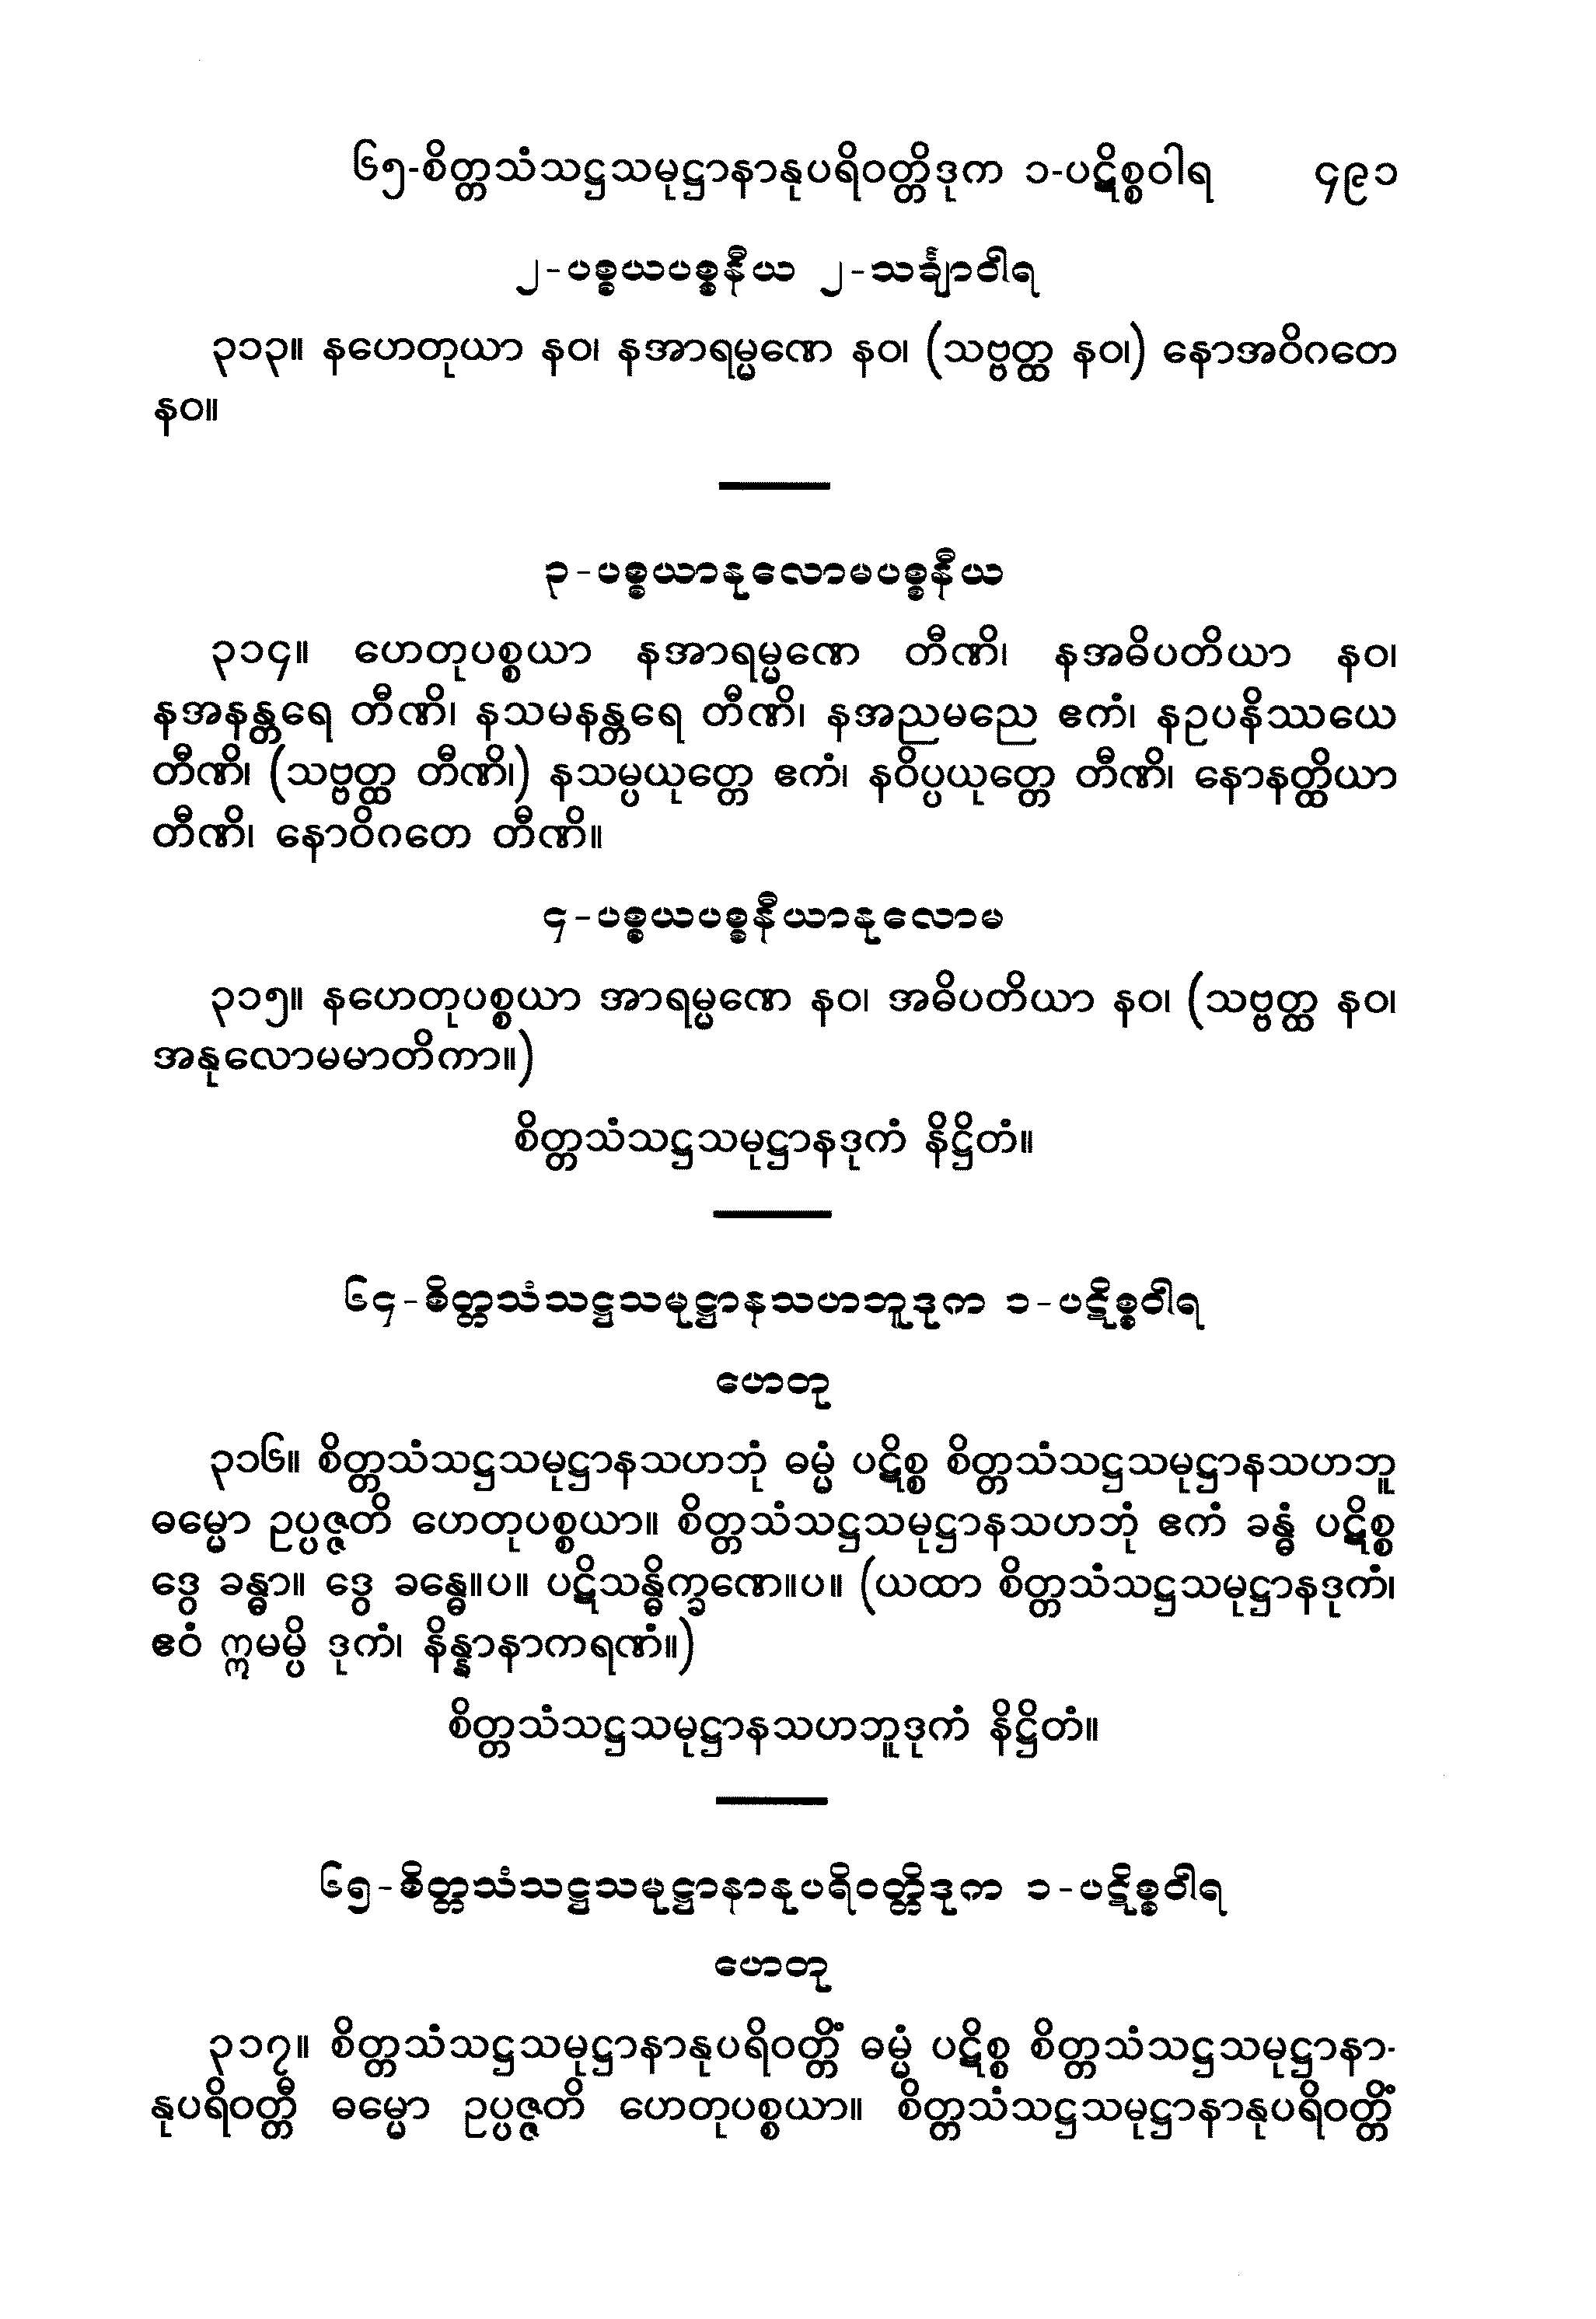 ၆၅-စိတ္တသံသဋ္ဌသမုဋ္ဌာနာနုပရိဝတ္တိဒုက ၁-ပဋိစ္စဝါရ ၄၉၁
၂-ပစ္စယပစ္စနီယ ၂-သင်္ချာဝါရ
၃၁၃။ နဟေတုယာ နဝ၊ နအာရမ္မဏေ နဝ၊ (သဗ္ဗတ္ထ နဝ၊) နောအဝိဂတေ
နဝ။
၃-ပစ္စယာနုလောမပစ္စနီယ
၃၁၄။ ဟေတုပစ္စယာ နအာရမ္မဏေ တီဏိ၊ နအဓိပတိယာ နဝ၊
နအနန္တရေ တီဏိ၊ နသမနန္တရေ တီဏိ၊ နအညမညေ ဧကံ၊ နဥပနိဿယေ
တီဏိ၊ (သဗ္ဗတ္ထ တီဏိ၊) နသမ္ပယုတ္တေ ဧကံ၊ နဝိပ္ပယုတ္တေ တီဏိ၊ နောနတ္ထိယာ
တီဏိ၊ နောဝိဂတေ တီဏိ။
၄-ပစ္စယပစ္စနီယာနုလောမ
၃၁၅။ နဟေတုပစ္စယာ အာရမ္မဏေ နဝ၊ အဓိပတိယာ နဝ၊ (သဗ္ဗတ္ထ နဝ၊
အနုလောမမာတိကာ။)
စိတ္တသံသဋ္ဌသမုဋ္ဌာနဒုကံ နိဋ္ဌိတံ။
၆၄-စိတ္တသံသဋ္ဌသမုဋ္ဌာနသဟဘူဒုက ၁-ပဋိစ္စဝါရ
ဟေတု
၃၁၆။ စိတ္တသံသဋ္ဌသမုဋ္ဌာနသဟဘုံ ဓမ္မံ ပဋိစ္စ စိတ္တသံသဋ္ဌသမုဋ္ဌာနသဟဘူ
ဓမ္မော ဥပ္ပဇ္ဇတိ ဟေတုပစ္စယာ။ စိတ္တသံသဋ္ဌသမုဋ္ဌာနသဟဘုံ ဧကံ ခန္ဓံ ပဋိစ္စ
ဒွေ ခန္ဓာ။ ဒွေ ခန္ဓေ။ပ။ ပဋိသန္ဓိက္ခဏေ။ပ။ (ယထာ စိတ္တသံသဋ္ဌသမုဋ္ဌာနဒုကံ၊
ဧဝံ ဣမမ္ပိ ဒုကံ၊ နိန္နာနာကရဏံ။)
စိတ္တသံသဋ္ဌသမုဋ္ဌာနသဟဘူဒုကံ နိဋ္ဌိတံ။
၆၅-စိတ္တသံသဋ္ဌသမုဋ္ဌာနာနုပရိဝတ္တိဒုက ၁-ပဋိစ္စဝါရ
ဟေတု
၃၁၇။ စိတ္တသံသဋ္ဌသမုဋ္ဌာနာနုပရိဝတ္တိံ ဓမ္မံ ပဋိစ္စ စိတ္တသံသဋ္ဌသမုဋ္ဌာနာ-
နုပရိဝတ္တီ ဓမ္မော ဥပ္ပဇ္ဇတိ ဟေတုပစ္စယာ။ စိတ္တသံသဋ္ဌသမုဋ္ဌာနာနုပရိဝတ္တိံ